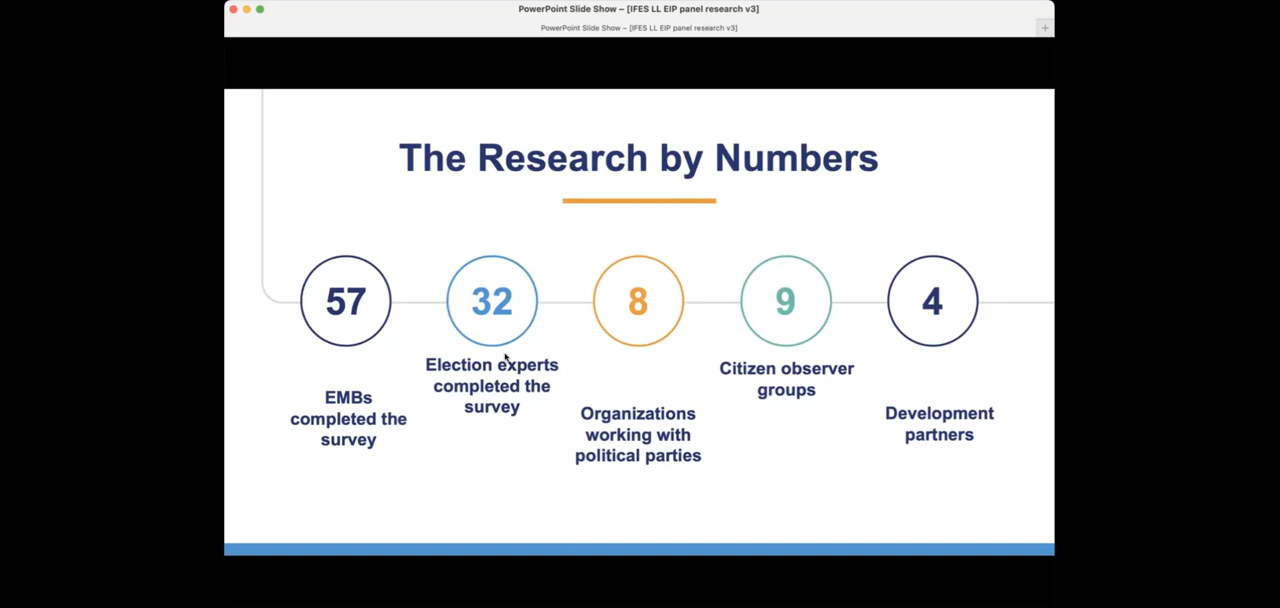 PowerPoint Slide Show – [IFES LL EIP panel research v3]
PowerPoint Slide Show – [IFES LL EIP panel research v3]
The Research by Numbers
57
EMBs
completed the
survey
32
Election experts
completed the
survey
8
Organizations
working with
political parties
9
Citizen observer
groups
4
Development
partners